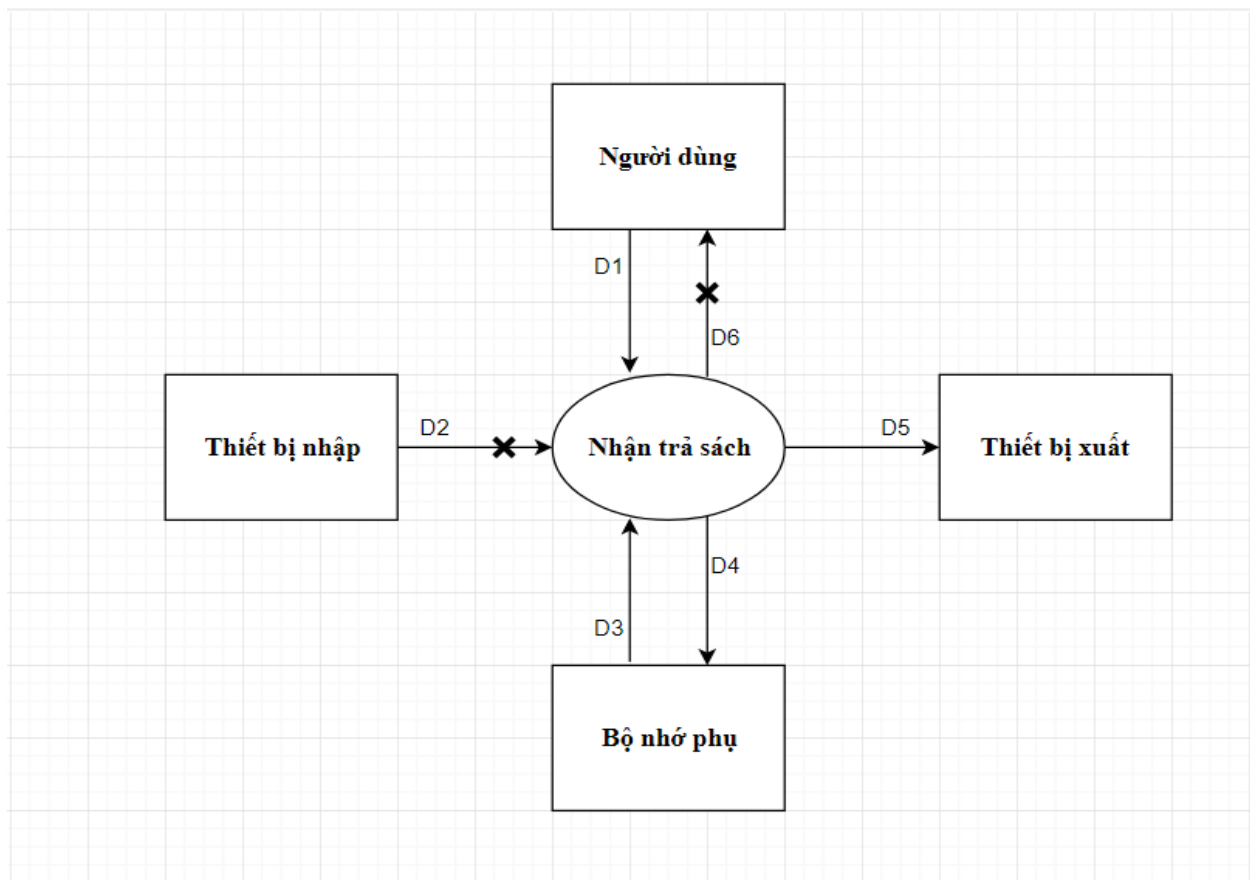 Người dùng
D1
D6
Thiết bị nhập
D2
Nhận trả sách
D5
Thiết bị xuất
D4
D3
Bộ nhớ phụ